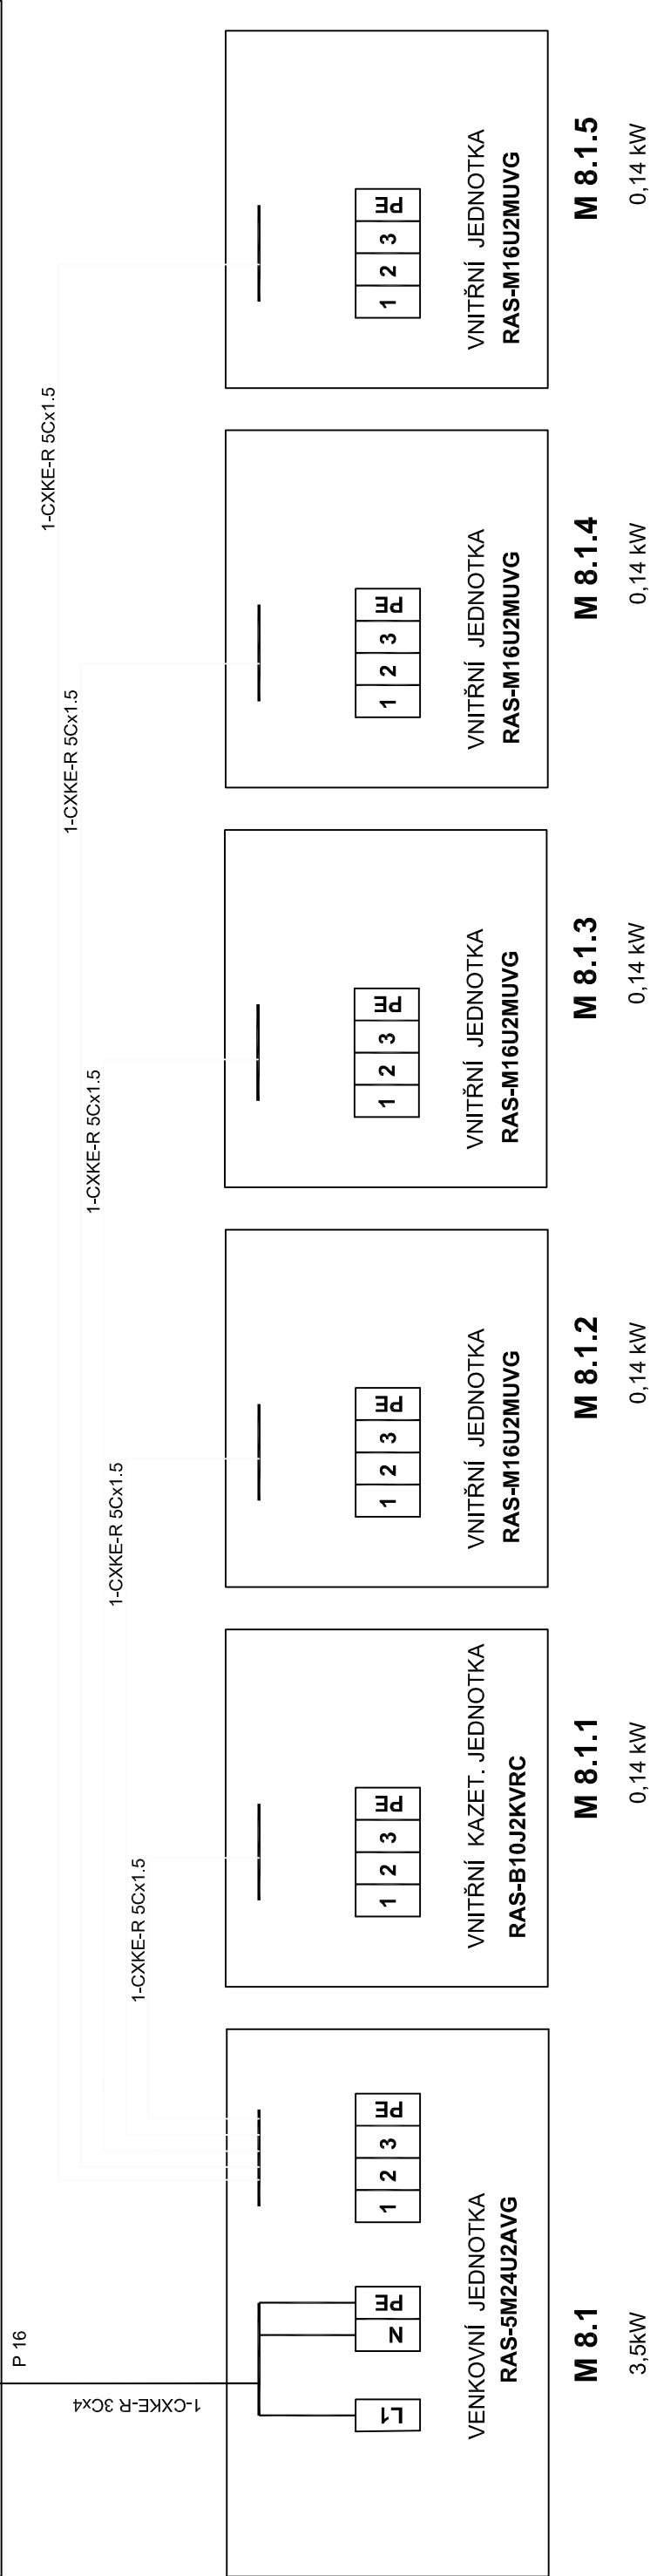 P 16
1-CXKE-R 3Cx4
L1
N
PE
1
2
3
PE
VENKOVNÍ JEDNOTKA
RAS-5M24U2AVG
M 8.1
3,5kW
1-CXKE-R 5Cx1.5
1
2
3
PE
VNITŘNÍ KAZET. JEDNOTKA
RAS-B10J2KVRC
M 8.1.1
0,14 kW
1-CXKE-R 5Cx1.5
1
2
3
PE
VNITŘNÍ JEDNOTKA
RAS-M16U2MUVG
M 8.1.2
0,14 kW
1-CXKE-R 5Cx1.5
1
2
3
PE
VNITŘNÍ JEDNOTKA
RAS-M16U2MUVG
M 8.1.3
0,14 kW
1-CXKE-R 5Cx1.5
1
2
3
PE
VNITŘNÍ JEDNOTKA
RAS-M16U2MUVG
M 8.1.4
0,14 kW
1-CXKE-R 5Cx1.5
1
2
3
PE
VNITŘNÍ JEDNOTKA
RAS-M16U2MUVG
M 8.1.5
0,14 kW